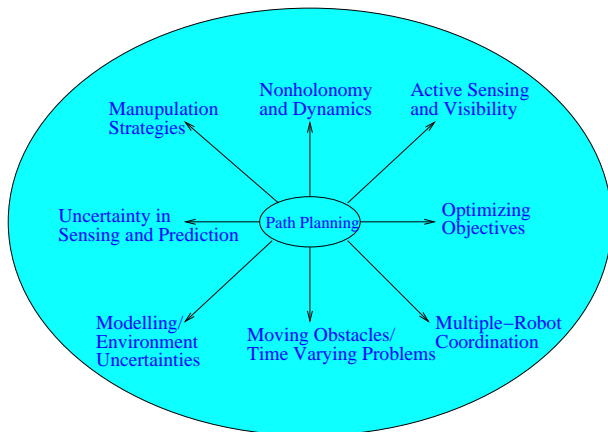 Manupulation
Strategies
Nonholonomy
and Dynamics
Active Sensing
and Visibility
Uncertainty in
Sensing and Prediction
Path Planning
Optimizing
Objectives
Modelling/
Environment
Uncertainties
Moving Obstacles/
Time Varying Problems
Multiple−Robot
Coordination